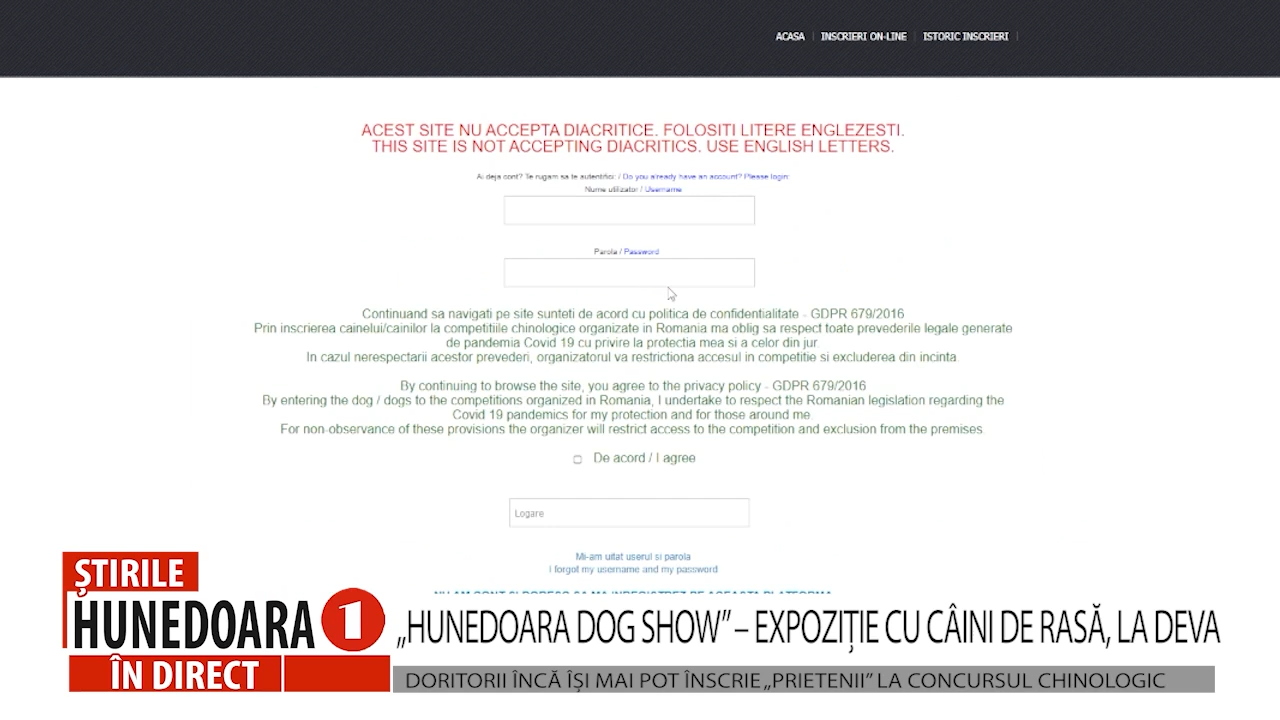 ACASA INSCRIERI ON-LINE ISTORIC INSCRIERI
ACEST SITE NU ACCEPTA DIACRITICE. FOLOSITI LITERE ENGLEZESTI.
THIS SITE IS NOT ACCEPTING DIACRITICS. USE ENGLISH LETTERS.
Ai deja cont? Te rugam sa te autentifici: / Do you already have an account? Please login:
Nume utilizator / Username
Parola / Password
Continuand sa navigati pe site sunteti de acord cu politica de confidentialitate - GDPR 679/2016
Prin inscrierea cainelui/cainilor la competitiile chinologice organizate in Romania ma oblig sa respect toate prevederile legale generate
de pandemia Covid 19 cu privire la protectia mea si a celor din jur.
In cazul nerespectarii acestor prevederi, organizatorul va restrictiona accesul in competitie si excluderea din incinta
By continuing to browse the site, you agree to the privacy policy - GDPR 679/2016
By entering the dog / dogs to the competitions organized in Romania, I undertake to respect the Romanian legislation regarding the
Covid 19 pandemics for my protection and for those around me
For non-observance of these provisions the organizer will restrict access to the competition and exclusion from the premises.
De acord / I agree
Logare
Mi-am uitat userul si parola
I forgot my username and my password
NU AM CONT SI DORESC SA MA INREGISTREZ PE ACEASTA PLATFORMA
ȘTIRILE
HUNEDOARA 1
ÎN DIRECT
„HUNEDOARA DOG SHOW” – EXPOZIȚIE CU CÂINI DE RASĂ, LA DEVA
DORITORII ÎNCĂ ÎȘI MAI POT ÎNSCRIE „PRIETENII” LA CONCURSUL CHINOLOGIC